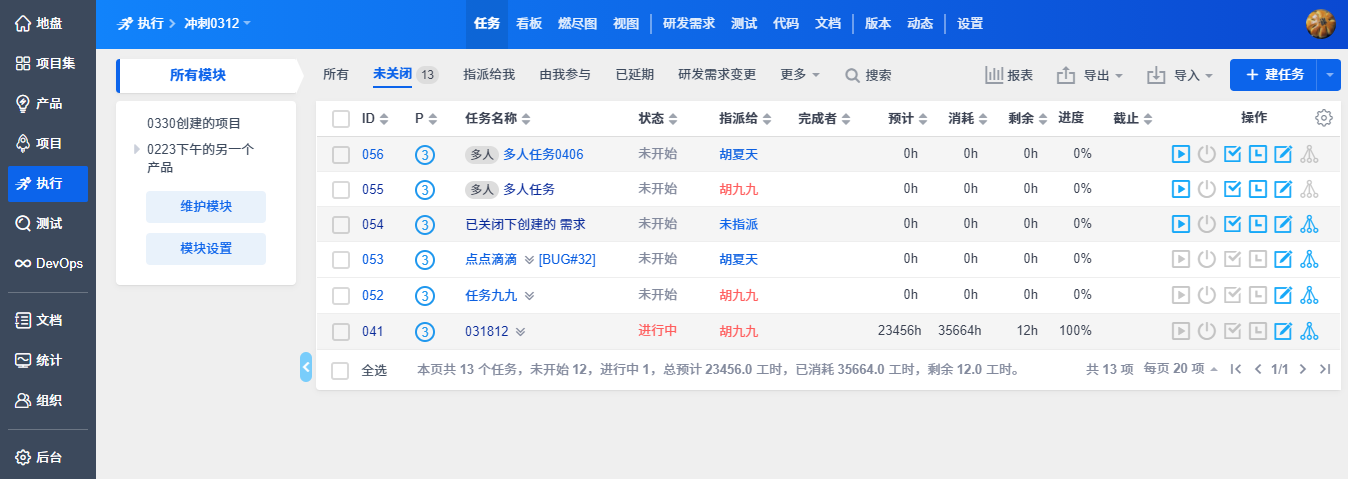 地盘
项目集
产品
项目
执行
测试
DevOps
文档
统计
组织
后台
执行 冲刺0312
任务 看板 燃尽图 视图 研发需求 测试 代码 文档 版本 动态 设置
所有模块
0330创建的项目
0223下午的另一个
产品
维护模块
模块设置
所有 未关闭 13 指派给我 由我参与 已延期 研发需求变更 更多 搜索 报表 导出 导入 + 建任务
ID P 任务名称 状态 指派给 完成者 预计 消耗 剩余 进度 截止 操作
056 3 多人 多人任务0406 未开始 胡夏天 0h 0h 0h 0%
055 3 多人 多人任务 未开始 胡九九 0h 0h 0h 0%
054 3 已关闭下创建的 需求 未开始 未指派 0h 0h 0h 0%
053 3 点点滴滴 [BUG#32] 未开始 胡夏天 0h 0h 0h 0%
052 3 任务九九 未开始 胡九九 0h 0h 0h 0%
041 3 031812 进行中 胡九九 23456h 35664h 12h 100%
全选 本页共 13 个任务，未开始 12，进行中 1，总预计 23456.0 工时，已消耗 35664.0 工时，剩余 12.0 工时。 共 13 项 每页 20 项 1/1